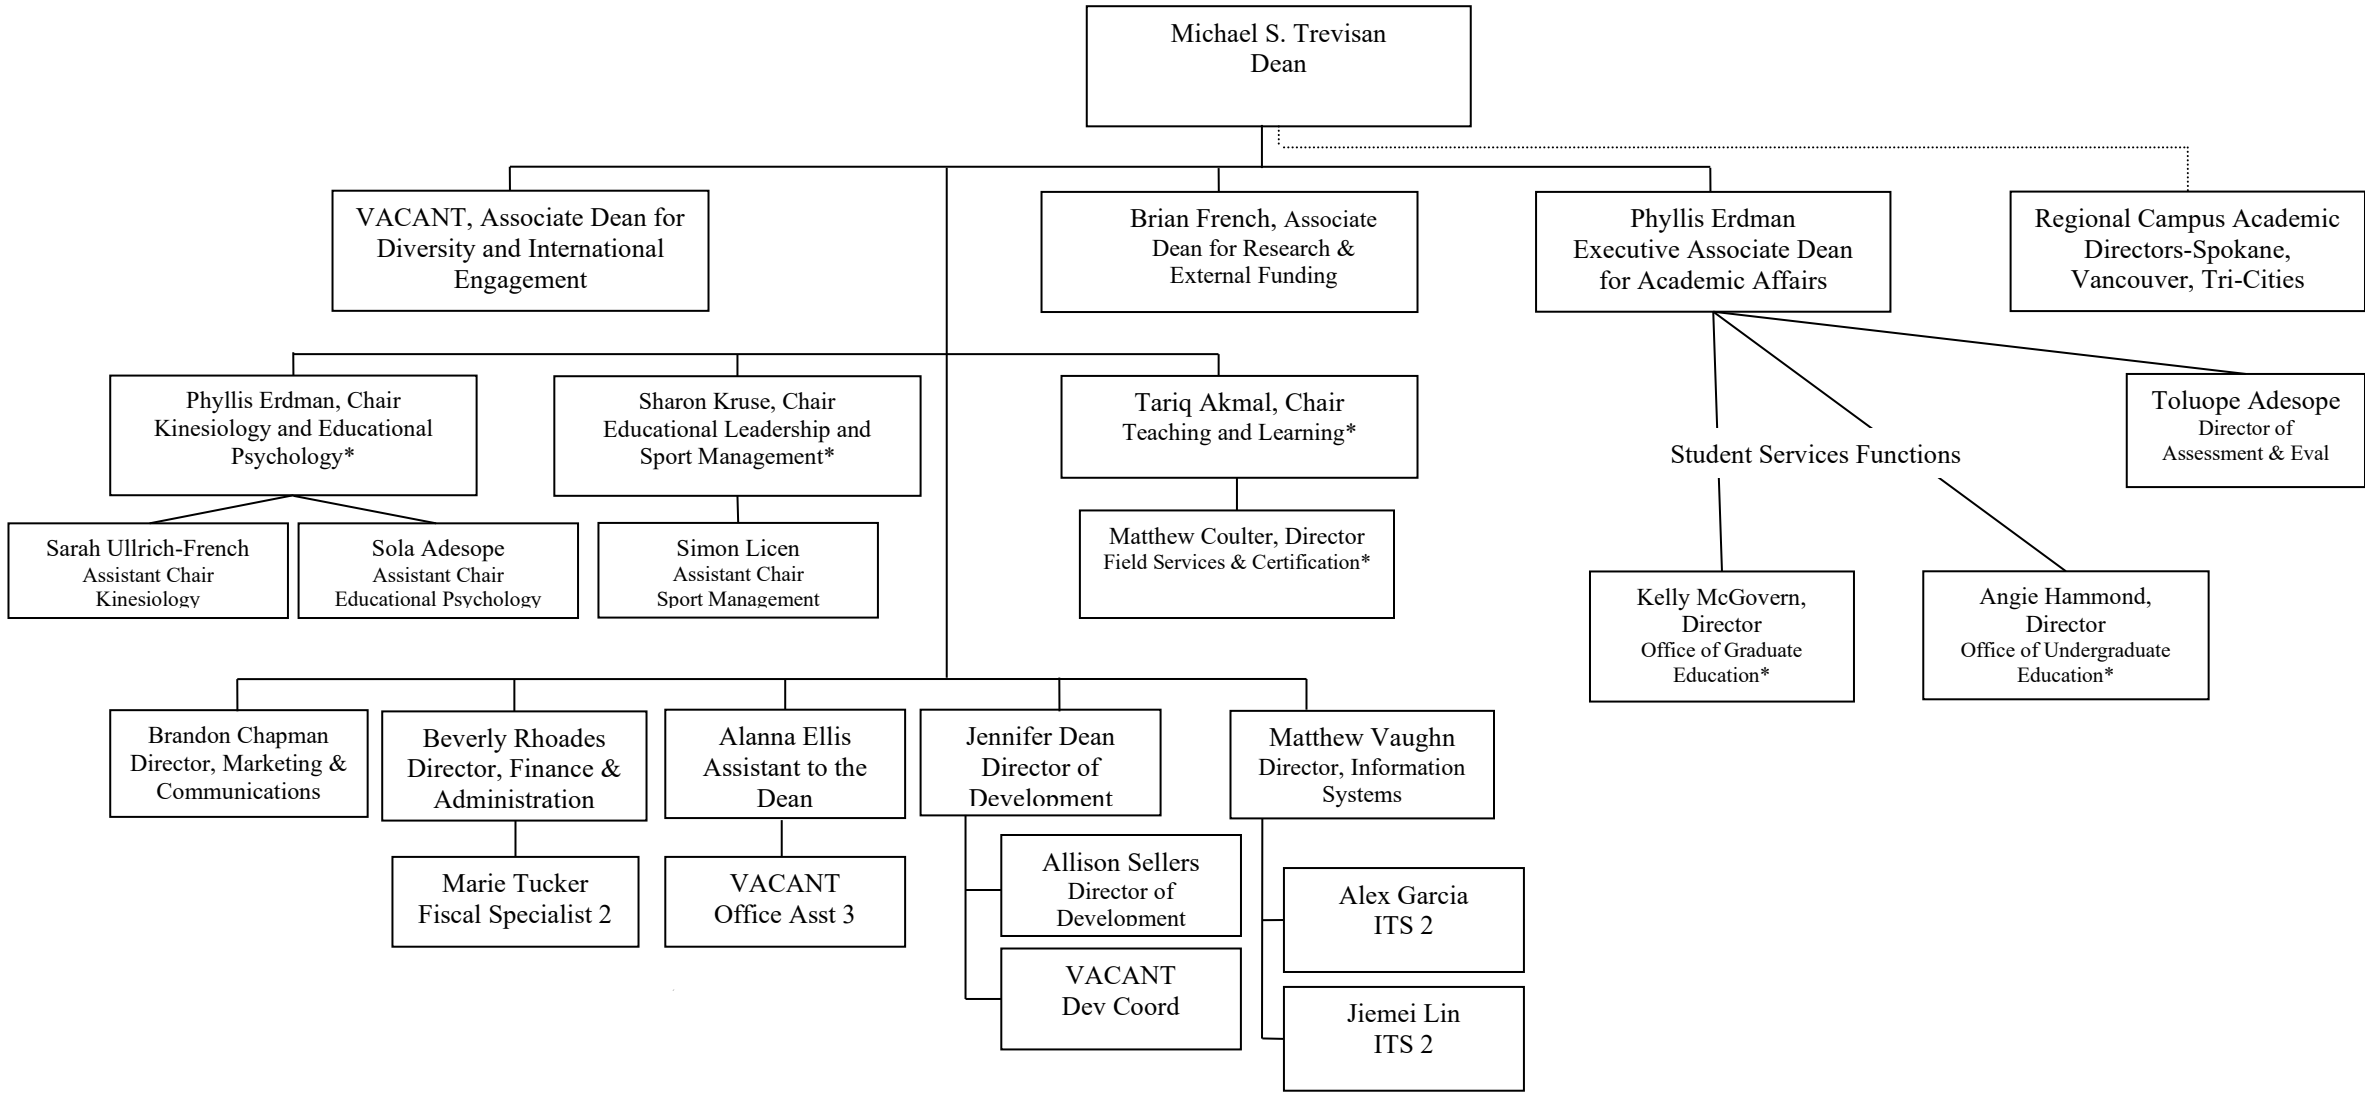 Michael S. Trevisan
Dean
VACANT, Associate Dean for
Diversity and International
Engagement
Brian French, Associate
Dean for Research &
External Funding
Phyllis Erdman
Executive Associate Dean
for Academic Affairs
Regional Campus Academic
Directors-Spokane,
Vancouver, Tri-Cities
Phyllis Erdman, Chair
Kinesiology and Educational
Psychology*
Sharon Kruse, Chair
Educational Leadership and
Sport Management*
Tariq Akmal, Chair
Teaching and Learning*
Toluope Adesope
Director of
Assessment & Eval
Student Services Functions
Sarah Ullrich-French
Assistant Chair
Kinesiology
Sola Adesope
Assistant Chair
Educational Psychology
Simon Licen
Assistant Chair
Sport Management
Matthew Coulter, Director
Field Services & Certification*
Kelly McGovern,
Director
Office of Graduate
Education*
Angie Hammond,
Director
Office of Undergraduate
Education*
Brandon Chapman
Director, Marketing &
Communications
Beverly Rhoades
Director, Finance &
Administration
Alanna Ellis
Assistant to the
Dean
Jennifer Dean
Director of
Development
Matthew Vaughn
Director, Information
Systems
Marie Tucker
Fiscal Specialist 2
VACANT
Office Asst 3
Allison Sellers
Director of
Development
VACANT
Dev Coord
Alex Garcia
ITS 2
Jiemei Lin
ITS 2